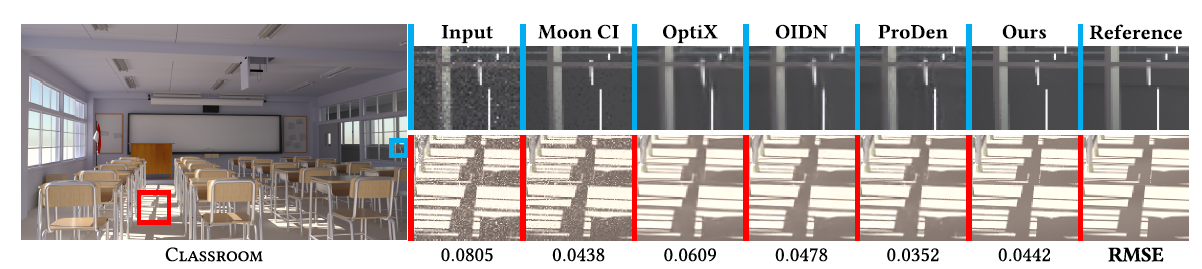 Input Moon CI OptiX OIDN ProDen Ours Reference
CLASSROOM 0.0805 0.0438 0.0609 0.0478 0.0352 0.0442 RMSE